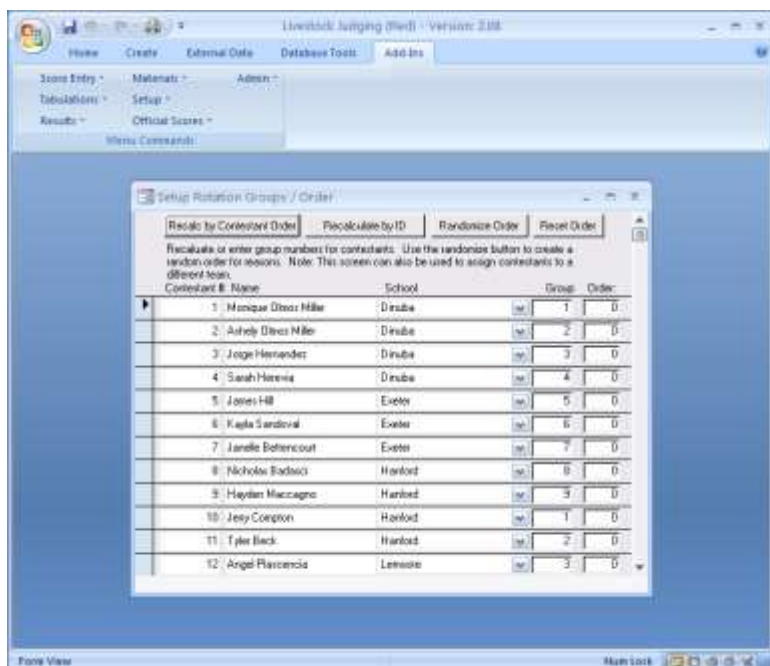 Livestock Judging (Red) - Version: 2.08
Home Create External Data Database Tools Add-Ins
Score Entry Materials Admin
Tabulations Setup
Results Official Scores
Menu Commands
Setup Rotation Groups / Order
Recalc by Contestant Order Recalculate by ID Randomize Order Reset Order
Recaluate or enter group numbers for contestants. Use the randomize button to create a
random order for reasons. Note: This screen can also be used to assign contestants to a
different team.
Contestant # Name School Group Order:
1 Monique Olmos Miller Dinuba 1 0
2 Ashely Olmos Miller Dinuba 2 0
3 Jorge Hernandez Dinuba 3 0
4 Sarah Dinuba 4 0
5 James Hill Exeter 5 0
6 Kayla Sandoval Exeter 6 0
7 Janelle Bettencourt Exeter 7 0
8 Nicholas Badasci Hanford 8 0
9 Hayden Maccagno Hanford 9 0
10 Jerry Compton Hanford 1 0
11 Tyler Beck Hanford 2 0
12 Angel Plascencia Lemoore 3 0
Form View Num Lock